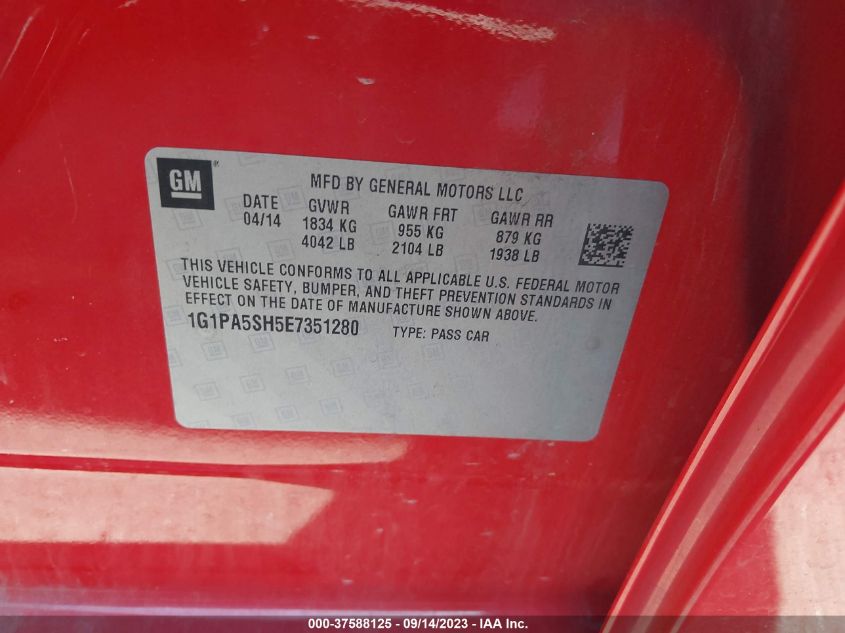 GM ®
MFD BY GENERAL MOTORS LLC
DATE GVWR GAWR FRT GAWR RR
04/14 1834 KG 955 KG 879 KG
4042 LB 2104 LB 1938 LB
THIS VEHICLE CONFORMS TO ALL APPLICABLE U.S. FEDERAL MOTOR
VEHICLE SAFETY, BUMPER, AND THEFT PREVENTION STANDARDS IN
EFFECT ON THE DATE OF MANUFACTURE SHOWN ABOVE.
1G1PA5SH5E7351280 TYPE: PASS CAR
000-37588125 - 09/14/2023 - IAA Inc.